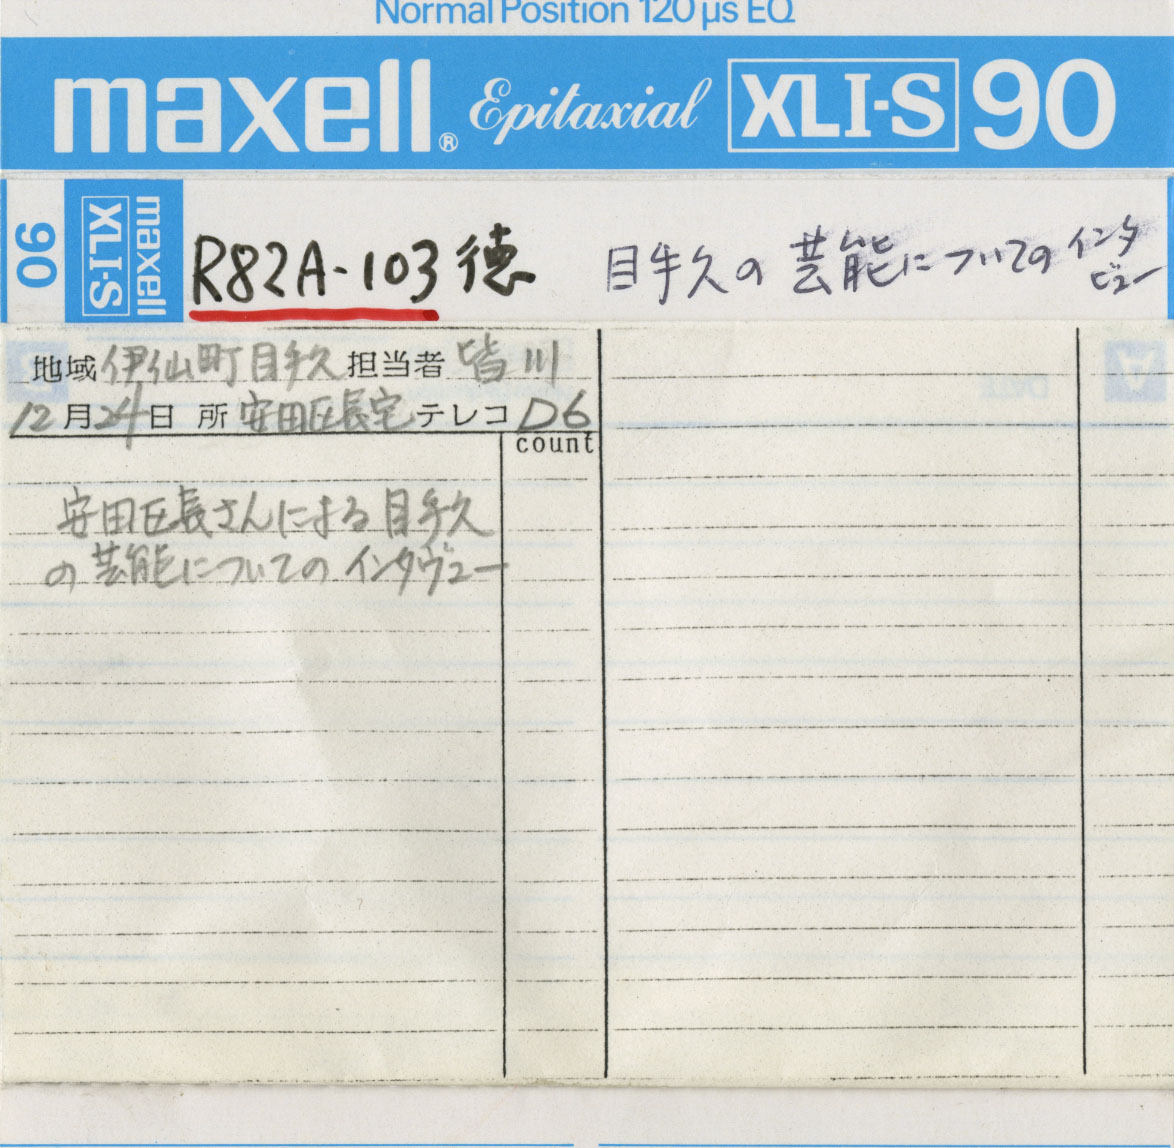 Normal Position 120 μs EQ
maxell® Epitaxial XLI-S 90
90
maxell
XLI-S
R82A-103 徳
目手久の芸能についてのインタビュー
地域 伊仙町目手久 担当者 皆川
12月24日 所 安田区長宅 テレコ D6
count
安田区長さんによる目手久
の芸能についてのインタヴュー